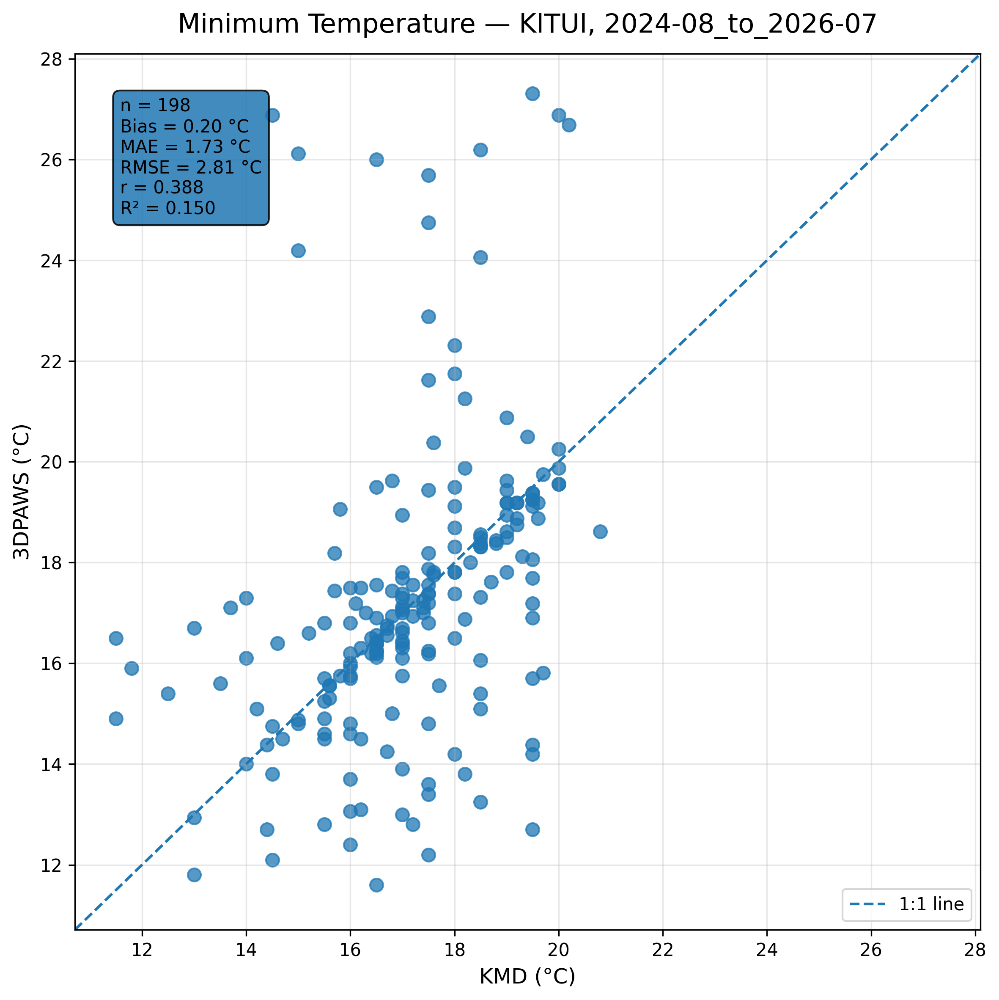 Minimum Temperature — KITUI, 2024-08_to_2026-07
28
26
24
22
20
18
16
14
12
3DPAWS (°C)
n = 198
Bias = 0.20 °C
MAE = 1.73 °C
RMSE = 2.81 °C
r = 0.388
R² = 0.150
1:1 line
12 14 16 18 20 22 24 26 28
KMD (°C)